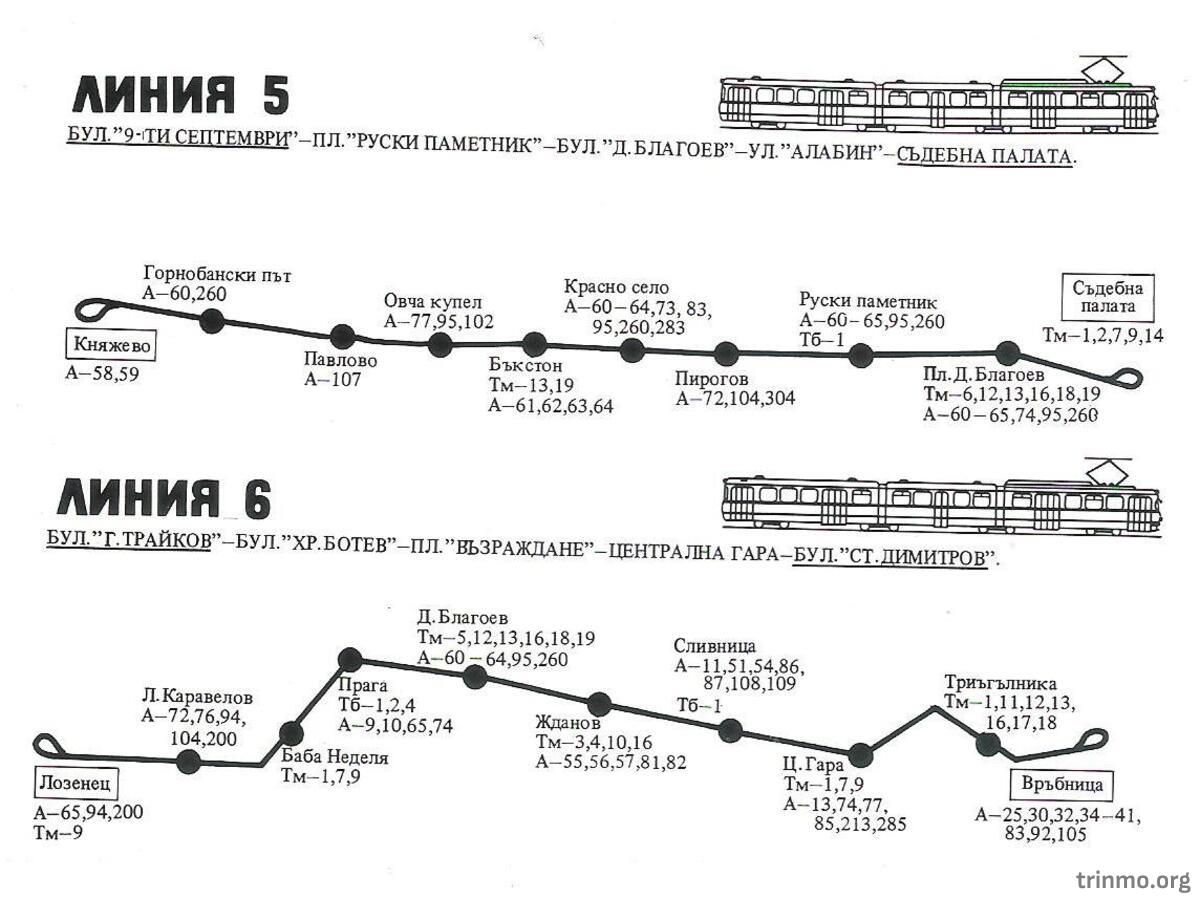 ЛИНИЯ 5
БУЛ."9-ТИ СЕПТЕМВРИ"–ПЛ."РУСКИ ПАМЕТНИК"–БУЛ."Д.БЛАГОЕВ"–УЛ."АЛАБИН"–СЪДЕБНА ПАЛАТА.
Княжево
А–58,59
Горнобански път
А–60,260
Павлово
А–107
Овча купел
А–77,95,102
Бъкстон
Тм–13,19
А–61,62,63,64
Красно село
А–60–64,73, 83,
95,260,283
Пирогов
А–72,104,304
Руски паметник
А–60–65,95,260
Тб–1
Пл.Д.Благоев
Тм–6,12,13,16,18,19
А–60–65,74,95,260
Съдебна
палата
Тм–1,2,7,9,14
ЛИНИЯ 6
БУЛ."Г.ТРАЙКОВ"–БУЛ."ХР.БОТЕВ"–ПЛ."ВЪЗРАЖДАНЕ"–ЦЕНТРАЛНА ГАРА–БУЛ."СТ.ДИМИТРОВ".
Лозенец
А–65,94,200
Тм–9
Л.Каравелов
А–72,76,94,
104,200
Баба Неделя
Тм–1,7,9
Прага
Тб–1,2,4
А–9,10,65,74
Д.Благоев
Тм–5,12,13,16,18,19
А–60–64,95,260
Жданов
Тм–3,4,10,16
А–55,56,57,81,82
Сливница
А–11,51,54,86,
87,108,109
Тб–1
Ц.Гара
Тм–1,7,9
А–13,74,77,
85,213,285
Триъгълника
Тм–1,11,12,13,
16,17,18
Връбница
А–25,30,32,34–41,
83,92,105
trinmo.org